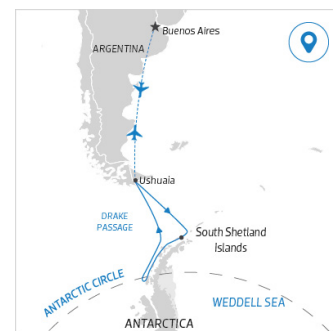 Buenos Aires
ARGENTINA
Ushuaia
DRAKE
PASSAGE
South Shetland
Islands
ANTARCTIC CIRCLE
WEDDELL SEA
ANTARCTICA